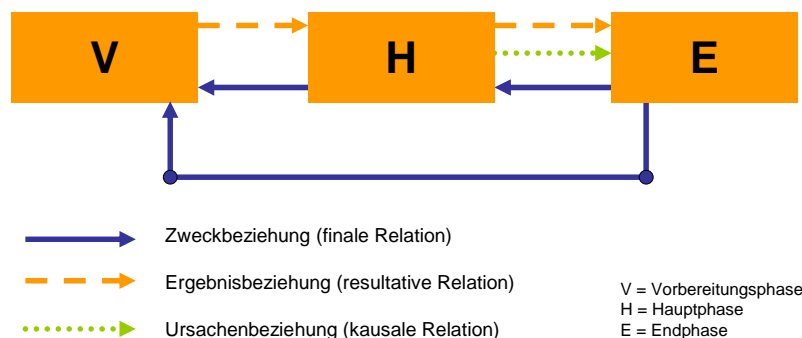 V
H
E
Zweckbeziehung (finale Relation)
Ergebnisbeziehung (resultative Relation)
Ursachenbeziehung (kausale Relation)
V = Vorbereitungsphase
H = Hauptphase
E = Endphase